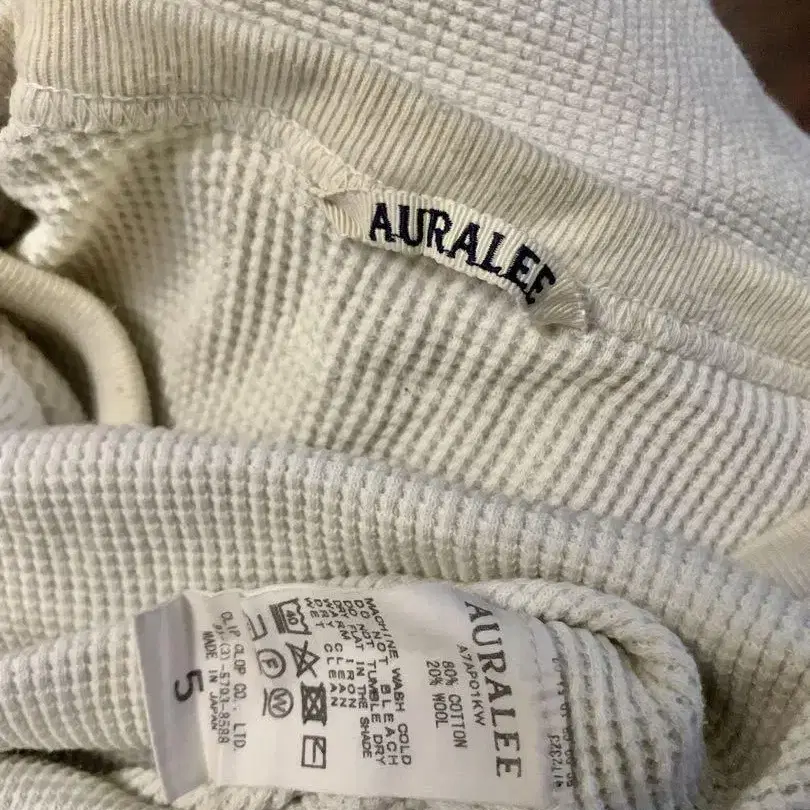 AURALEE
AURALEE
A7AP01KW
80% COTTON
20% WOOL
MACHINE WASH COLD
DO NOT BLEACH
DO NOT TUMBLE DRY
DRY FLAT IN THE SHADE
WARM IRON
DRY CLEAN
WET CLEAN
40
P
W
CLIP CLOP CO., LTD.
MADE IN JAPAN
5